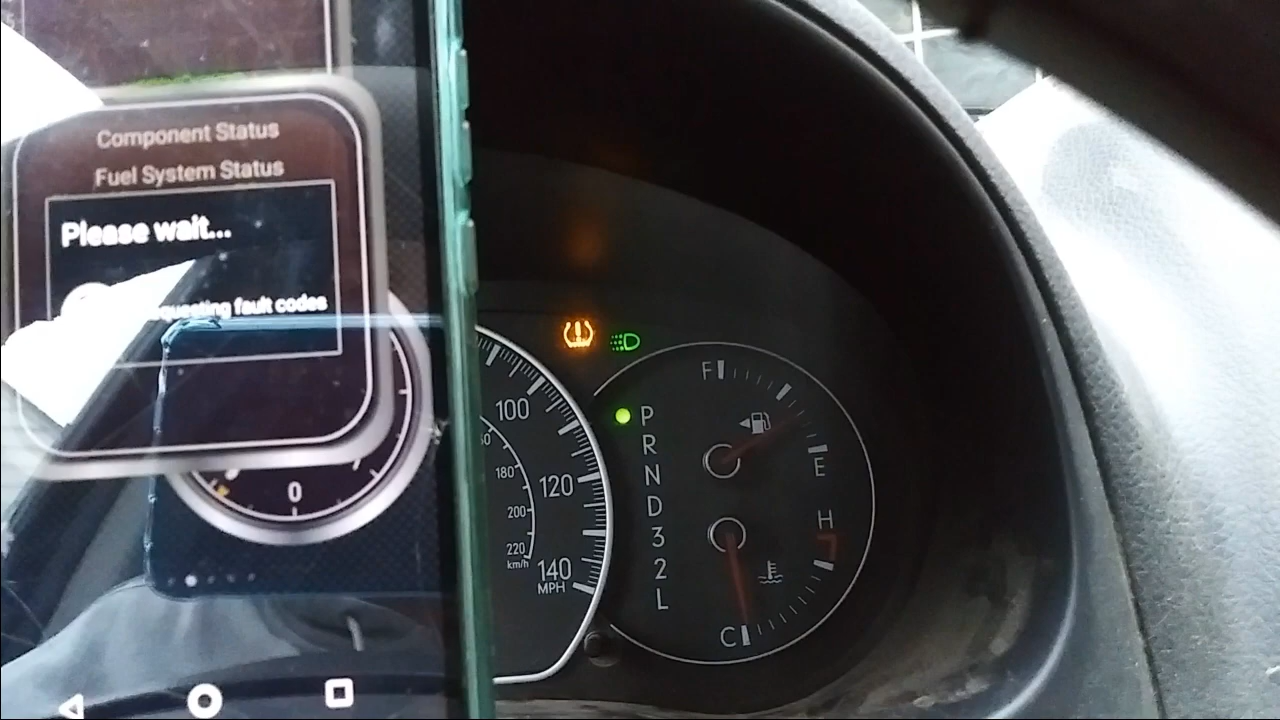 Component Status
Fuel System Status
Please wait...
questing fault codes
0
100
120
140
MPH
180
200
220
km/h
F
E
P
R
N
D
3
2
L
H
C